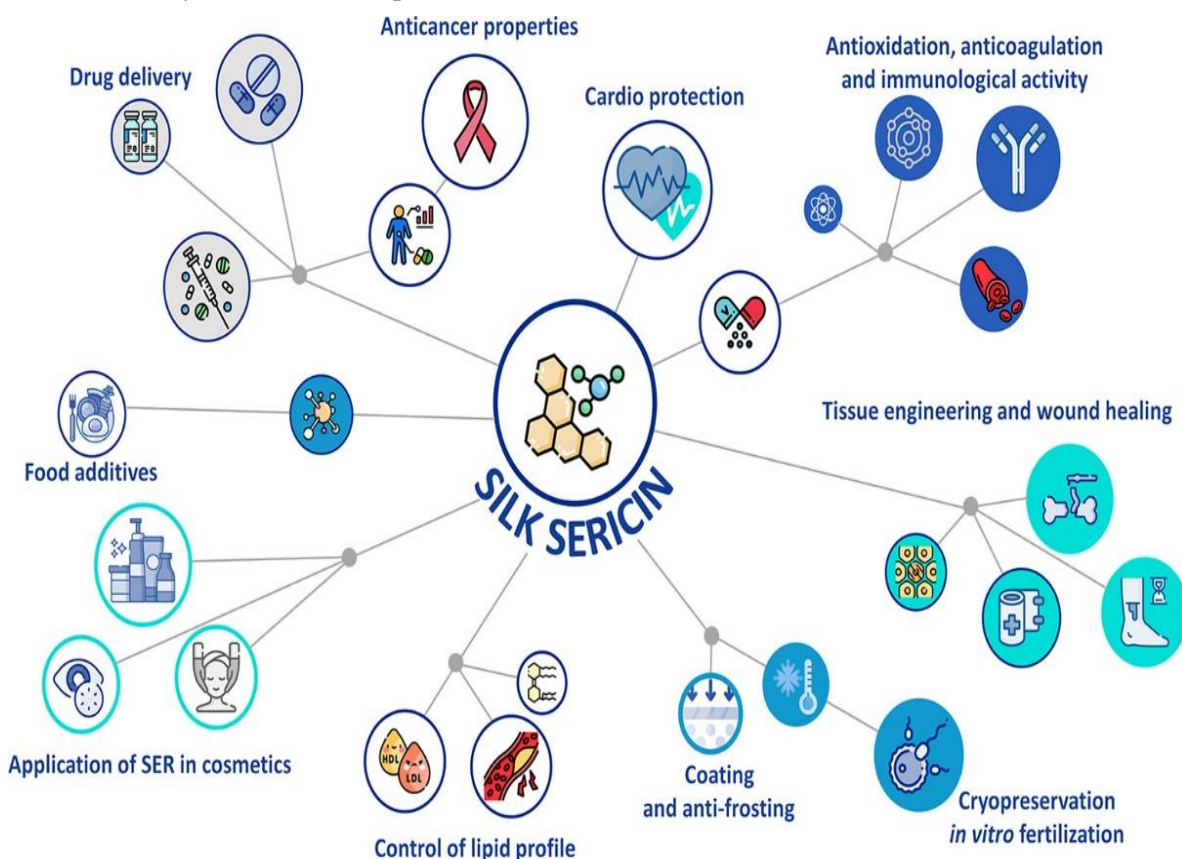 Anticancer properties
Drug delivery
Cardio protection
Antioxidation, anticoagulation
and immunological activity
V.
SILK SERICIN
Food additives
Tissue engineering and wound healing
Application of SER in cosmetics
HDL
LDL
Control of lipid profile
Coating
and anti-frosting
Cryopreservation
in vitro fertilization